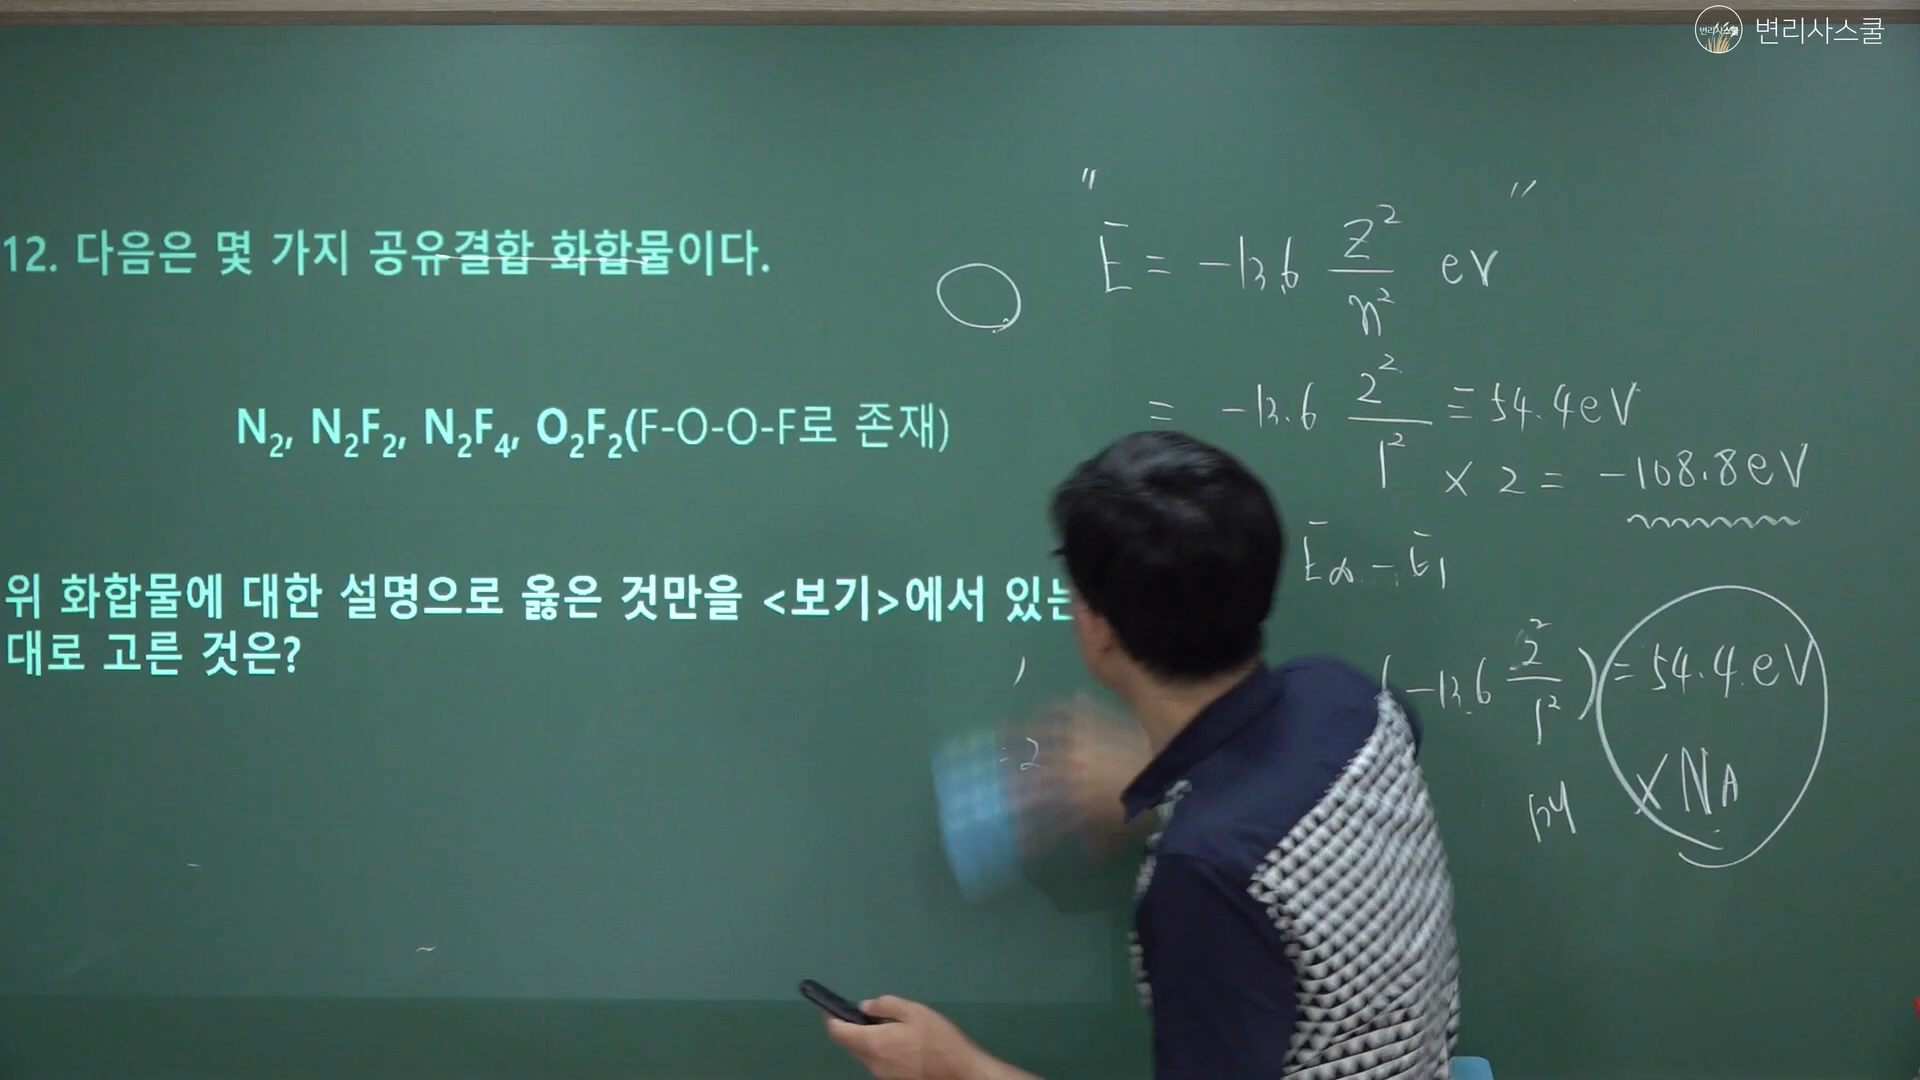 변리사스쿨
12. 다음은 몇 가지 공유결합 화합물이다.
N₂, N₂F₂, N₂F₄, O₂F₂(F-O-O-F로 존재)
위 화합물에 대한 설명으로 옳은 것만을 <보기>에서 있는
대로 고른 것은?
" E = -13.6 Z²/n² eV "
= -13.6 2²/1² = 54.4eV
× 2 = -108.8eV
E∞ - E₁
(-13.6 2²/1²) = 54.4eV
×NA
= 2